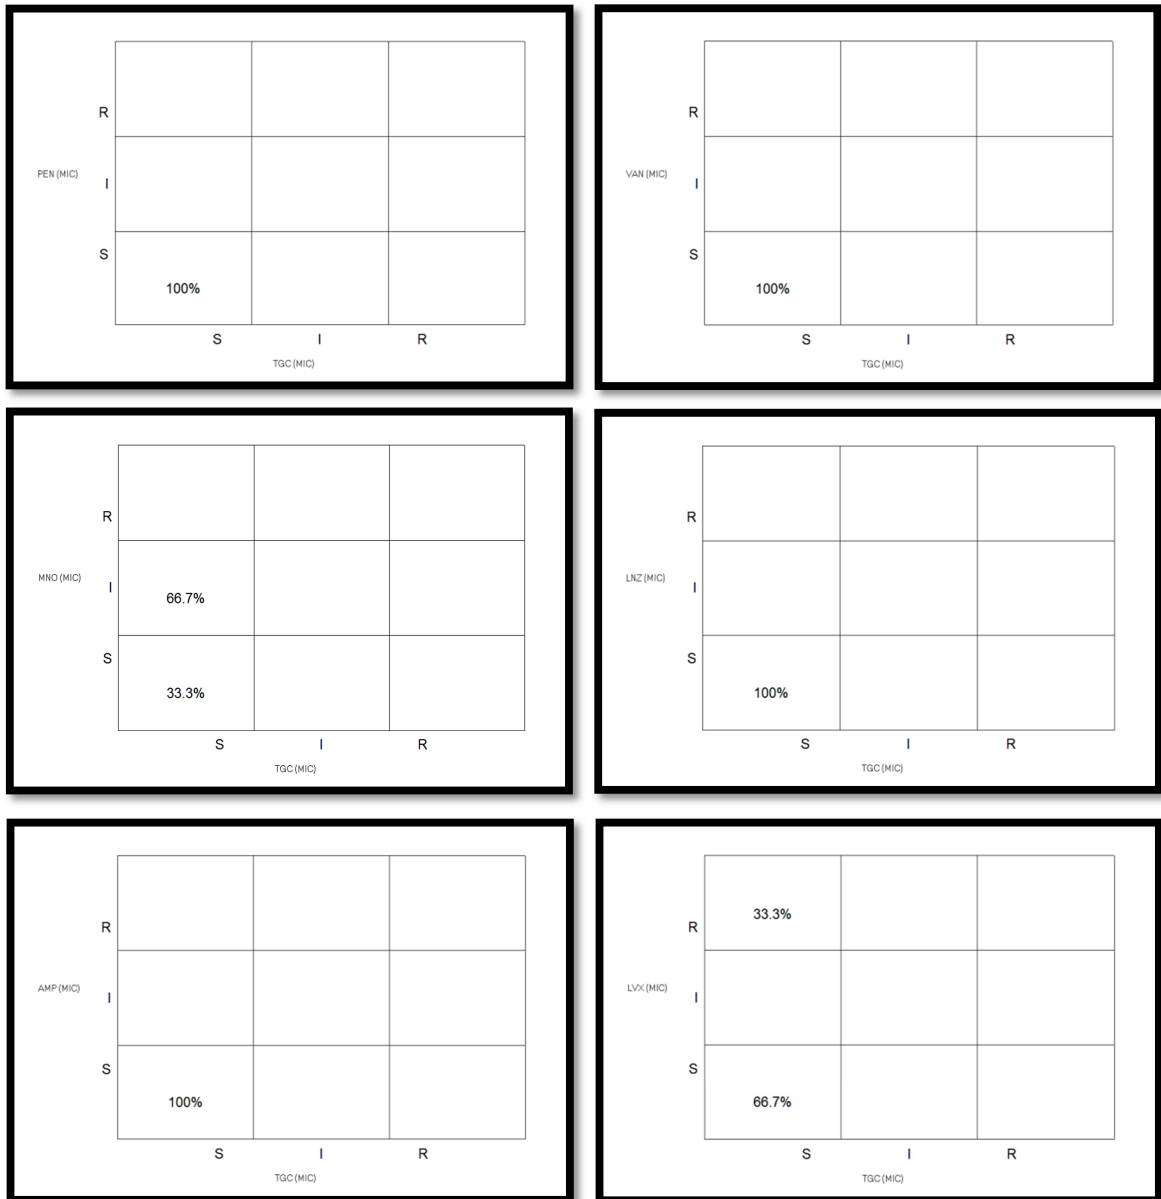 R
PEN (MIC)
I
S
100%
S I R
TGC (MIC)
R
VAN (MIC)
I
S
100%
S I R
TGC (MIC)
R
MNO (MIC)
I
66.7%
S
33.3%
S I R
TGC (MIC)
R
LNZ (MIC)
I
S
100%
S I R
TGC (MIC)
R
AMP (MIC)
I
S
100%
S I R
TGC (MIC)
33.3%
R
LVX (MIC)
I
S
66.7%
S I R
TGC (MIC)